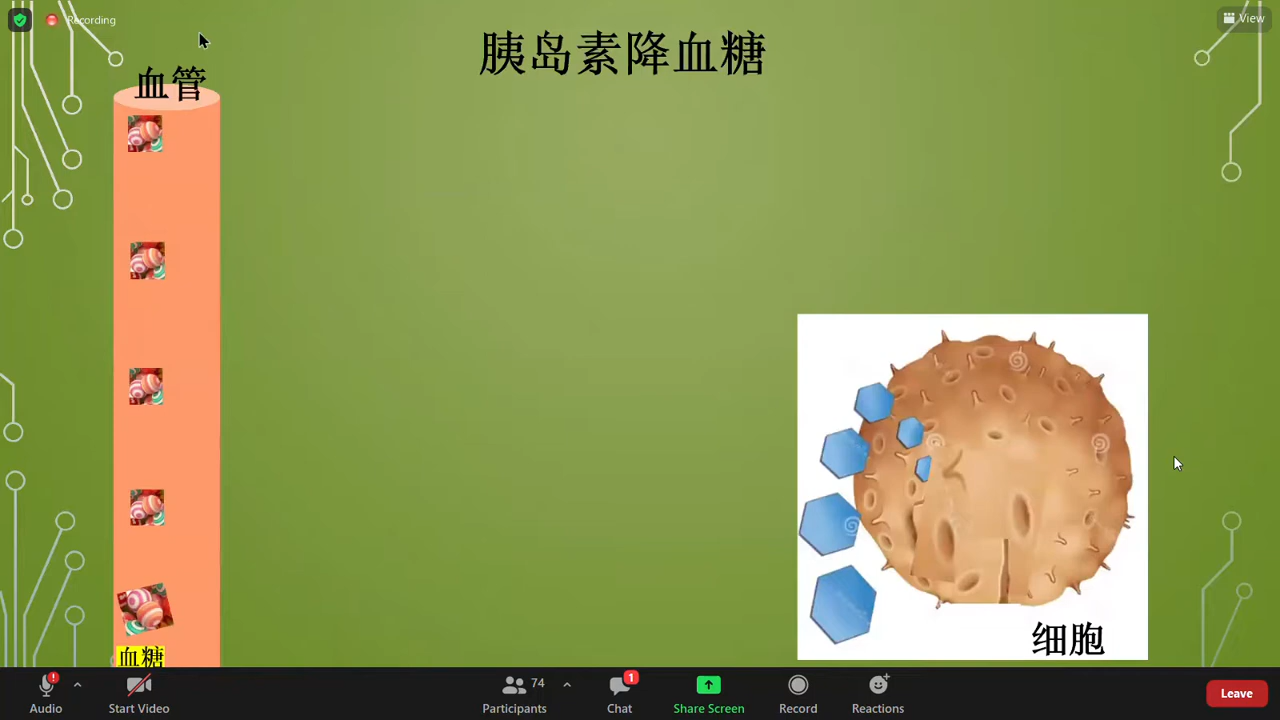 Recording
View
胰岛素降血糖
血管
细胞
血糖
Audio
Start Video
74
Participants
1
Chat
Share Screen
Record
Reactions
Leave